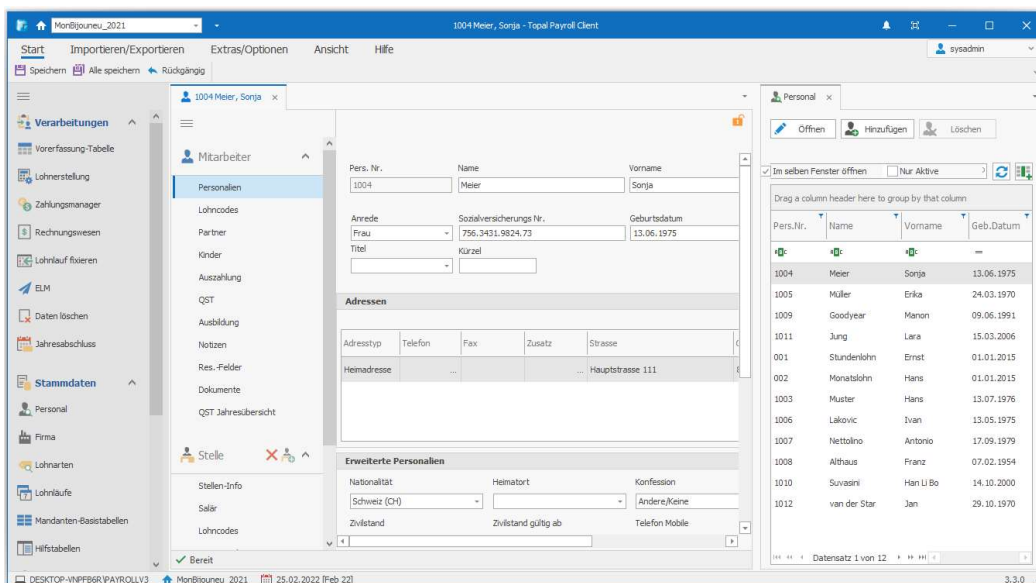 MonBijouneu_2021
1004 Meier, Sonja - Topal Payroll Client
Start Importieren/Exportieren Extras/Optionen Ansicht Hilfe
sysadmin
Speichern Alle speichern Rückgängig
Verarbeitungen
Vorerfassung-Tabelle
Lohnerstellung
Zahlungsmanager
Rechnungswesen
Lohnlauf fixieren
ELM
Daten löschen
Jahresabschluss
Stammdaten
Personal
Firma
Lohnarten
Lohnläufe
Mandanten-Basistabellen
Hilfstabellen
1004 Meier, Sonja
Mitarbeiter
Personalien
Lohncodes
Partner
Kinder
Auszahlung
QST
Ausbildung
Notizen
Res.-Felder
Dokumente
QST Jahresübersicht
Stelle
Stellen-Info
Salär
Lohncodes
Pers. Nr. Name Vorname
1004 Meier Sonja
Anrede Sozialversicherungs Nr. Geburtsdatum
Frau 756.3431.9824.73 13.06.1975
Titel Kürzel
Adressen
Adresstyp Telefon Fax Zusatz Strasse
Heimadresse ... ... Hauptstrasse 111
Erweiterte Personalien
Nationalität Heimatort Konfession
Schweiz (CH) Andere/Keine
Zivilstand Zivilstand gültig ab Telefon Mobile
Bereit
Personal
Öffnen Hinzufügen Löschen
Im selben Fenster öffnen Nur Aktive
Drag a column header here to group by that column
Pers.Nr. Name Vorname Geb.Datum
1004 Meier Sonja 13.06.1975
1005 Müller Erika 24.03.1970
1009 Goodyear Manon 09.06.1991
1011 Jung Lara 15.03.2006
001 Stundenlohn Ernst 01.01.2015
002 Monatslohn Hans 01.01.2015
1003 Muster Hans 13.07.1976
1006 Lakovic Ivan 13.05.1975
1007 Nettolino Antonio 17.09.1979
1008 Althaus Franz 07.02.1954
1010 Suvasini Han Li Bo 14.10.2000
1012 van der Star Jan 29.10.1970
Datensatz 1 von 12
DESKTOP-VNPFB6R\PAYROLLV3 MonBijouneu_2021 25.02.2022 [Feb 22] 3.3.0